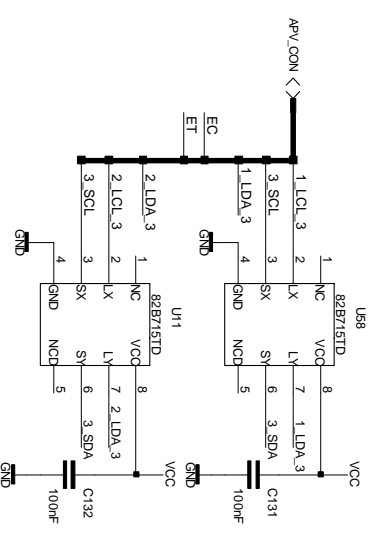 APV_CON
EC
ET
1_LCL_3
3_SCL
1_LDA_3
2_LDA_3
2_LCL_3
3_SCL
U58
82B715TD
1
NC
VCC
8
2
LX
LY
7
1_LDA_3
3
SX
SY
6
3_SDA
4
GND
NCD
5
GND
VCC
C131
100nF
GND
U11
82B715TD
1
NC
VCC
8
2
LX
LY
7
2_LDA_3
3
SX
SY
6
3_SDA
4
GND
NCD
5
GND
VCC
C132
100nF
GND